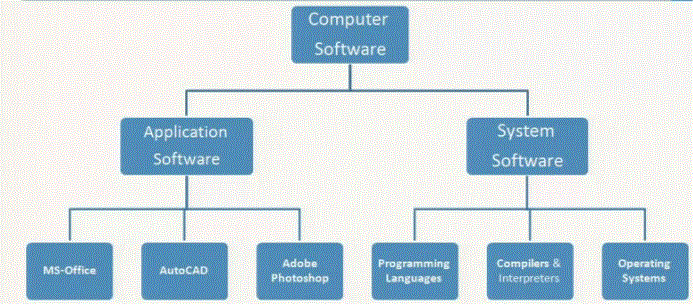 Computer
Software
Application
Software
System
Software
MS-Office
AutoCAD
Adobe
Photoshop
Programming
Languages
Compilers &
Interpreters
Operating
Systems